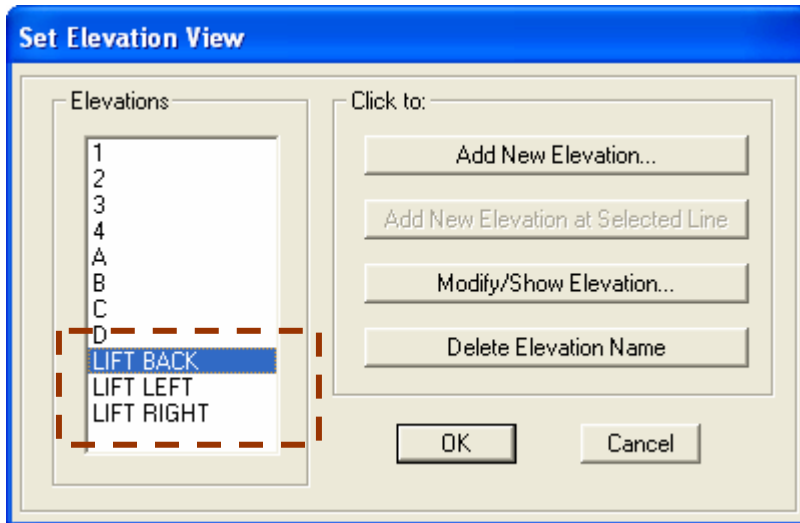 Set Elevation View
Elevations
1
2
3
4
A
B
C
D
LIFT BACK
LIFT LEFT
LIFT RIGHT
Click to:
Add New Elevation...
Add New Elevation at Selected Line
Modify/Show Elevation...
Delete Elevation Name
OK
Cancel